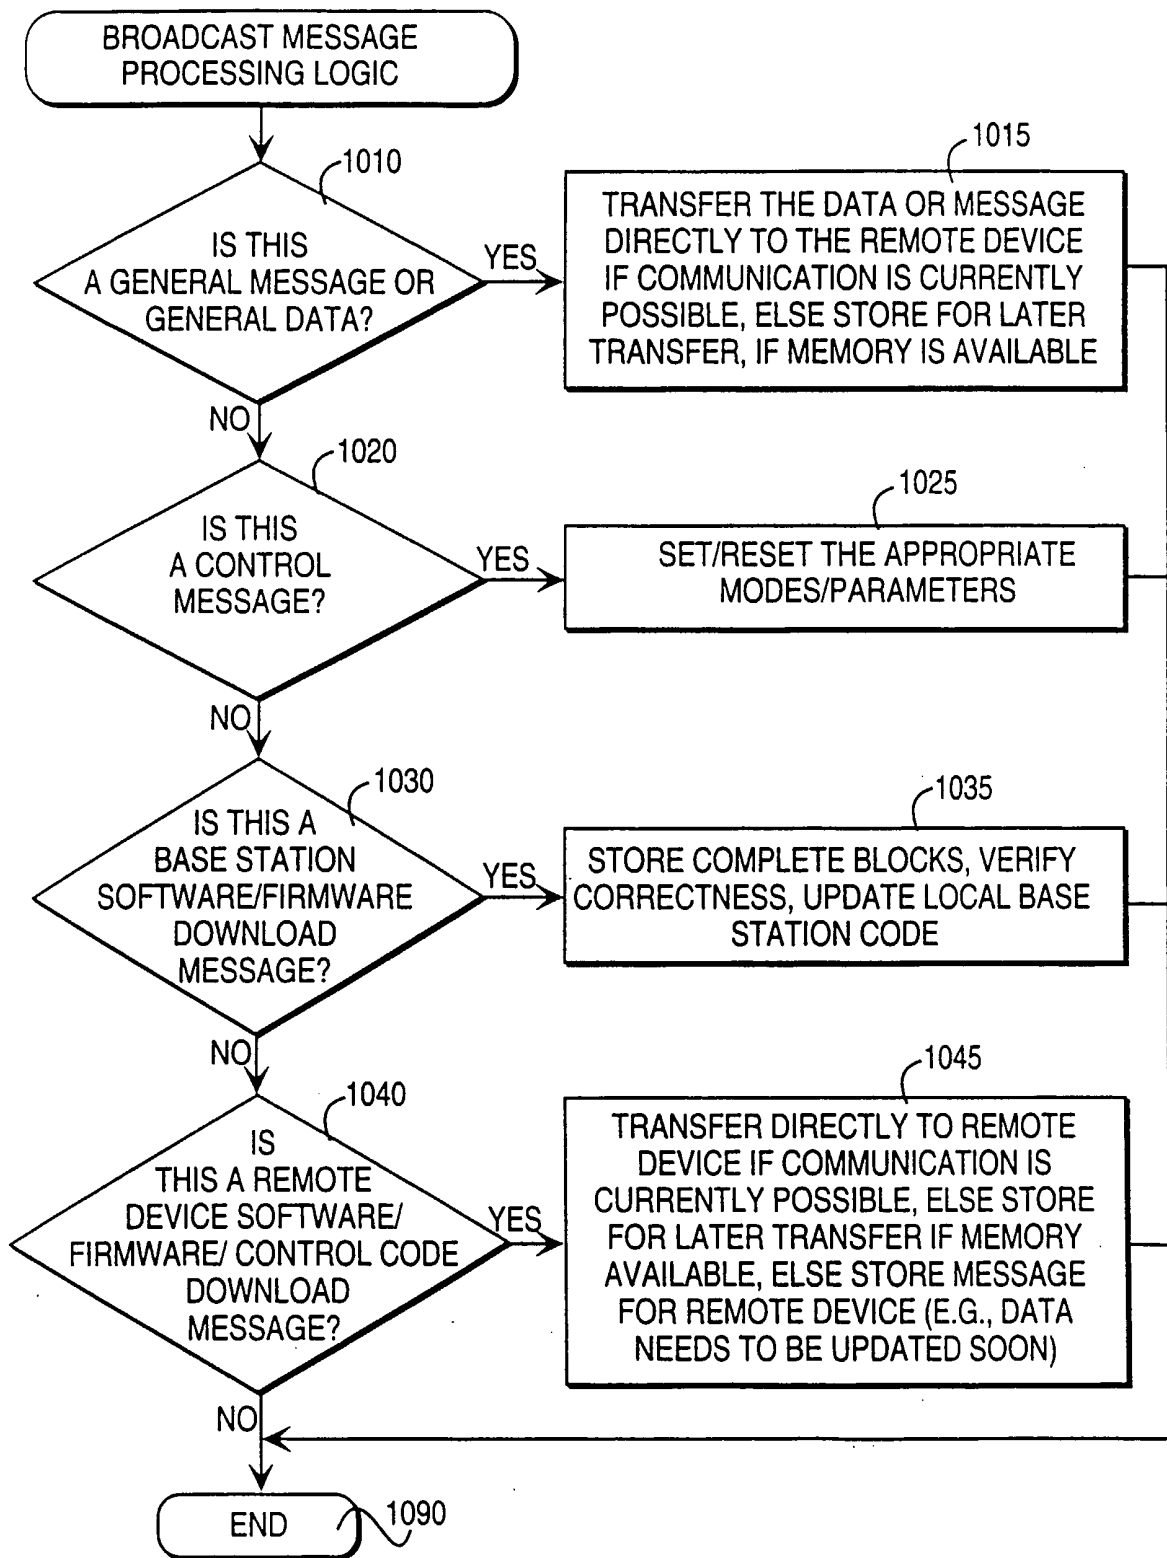 BROADCAST MESSAGE
PROCESSING LOGIC
1010
IS THIS
A GENERAL MESSAGE OR
GENERAL DATA?
YES
NO
1015
TRANSFER THE DATA OR MESSAGE
DIRECTLY TO THE REMOTE DEVICE
IF COMMUNICATION IS CURRENTLY
POSSIBLE, ELSE STORE FOR LATER
TRANSFER, IF MEMORY IS AVAILABLE
1020
IS THIS
A CONTROL
MESSAGE?
YES
NO
1025
SET/RESET THE APPROPRIATE
MODES/PARAMETERS
1030
IS THIS A
BASE STATION
SOFTWARE/FIRMWARE
DOWNLOAD
MESSAGE?
YES
NO
1035
STORE COMPLETE BLOCKS, VERIFY
CORRECTNESS, UPDATE LOCAL BASE
STATION CODE
1040
IS
THIS A REMOTE
DEVICE SOFTWARE/
FIRMWARE/ CONTROL CODE
DOWNLOAD
MESSAGE?
YES
NO
1045
TRANSFER DIRECTLY TO REMOTE
DEVICE IF COMMUNICATION IS
CURRENTLY POSSIBLE, ELSE STORE
FOR LATER TRANSFER IF MEMORY
AVAILABLE, ELSE STORE MESSAGE
FOR REMOTE DEVICE (E.G., DATA
NEEDS TO BE UPDATED SOON)
END
1090